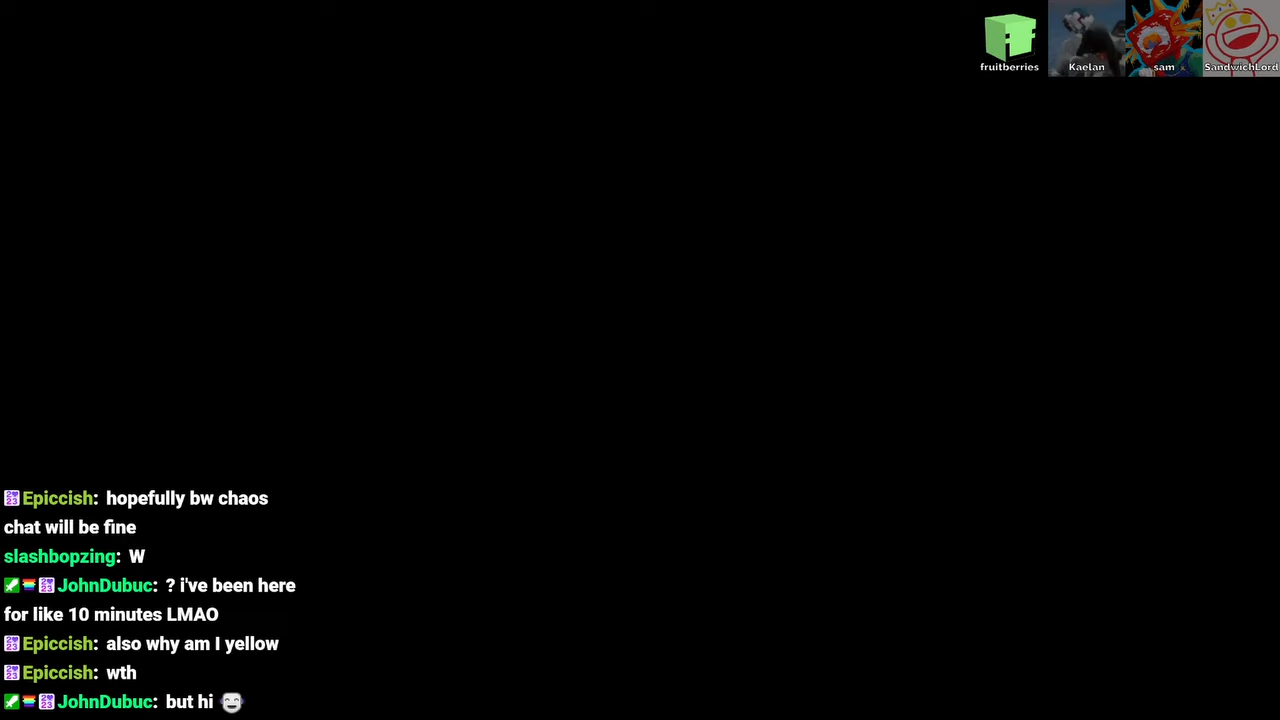 fruitberries
Kaelan
sam
SandwichLord
Epiccish: hopefully bw chaos
chat will be fine
slashbopzing: W
JohnDubuc: ? i've been here
for like 10 minutes LMAO
Epiccish: also why am I yellow
Epiccish: wth
JohnDubuc: but hi